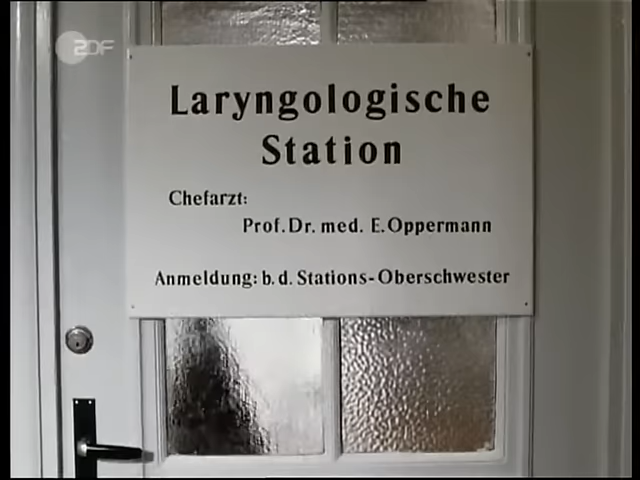 ZDF
Laryngologische
Station
Chefarzt:
Prof. Dr. med. E. Oppermann
Anmeldung: b. d. Stations-Oberschwester